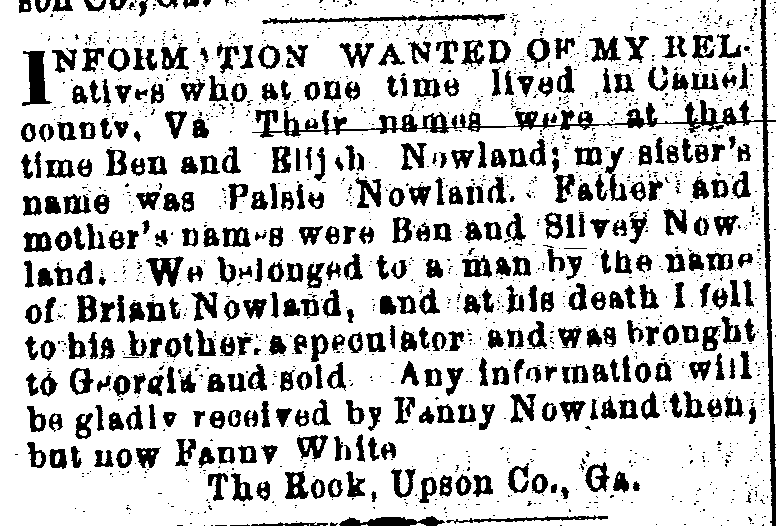 son Co., Ga.
INFORMATION WANTED OF MY REL-
atives who at one time lived in Camel
county, Va Their names were at that
time Ben and Elijah Nowland; my sister's
name was Palsie Nowland. Father and
mother's names were Ben and Silvey Now
land. We belonged to a man by the name
of Briant Nowland, and at his death I fell
to his brother, a speculator and was brought
to Georgia and sold Any information will
be gladly received by Fanny Nowland then,
but now Fanny White
The Rock, Upson Co., Ga.